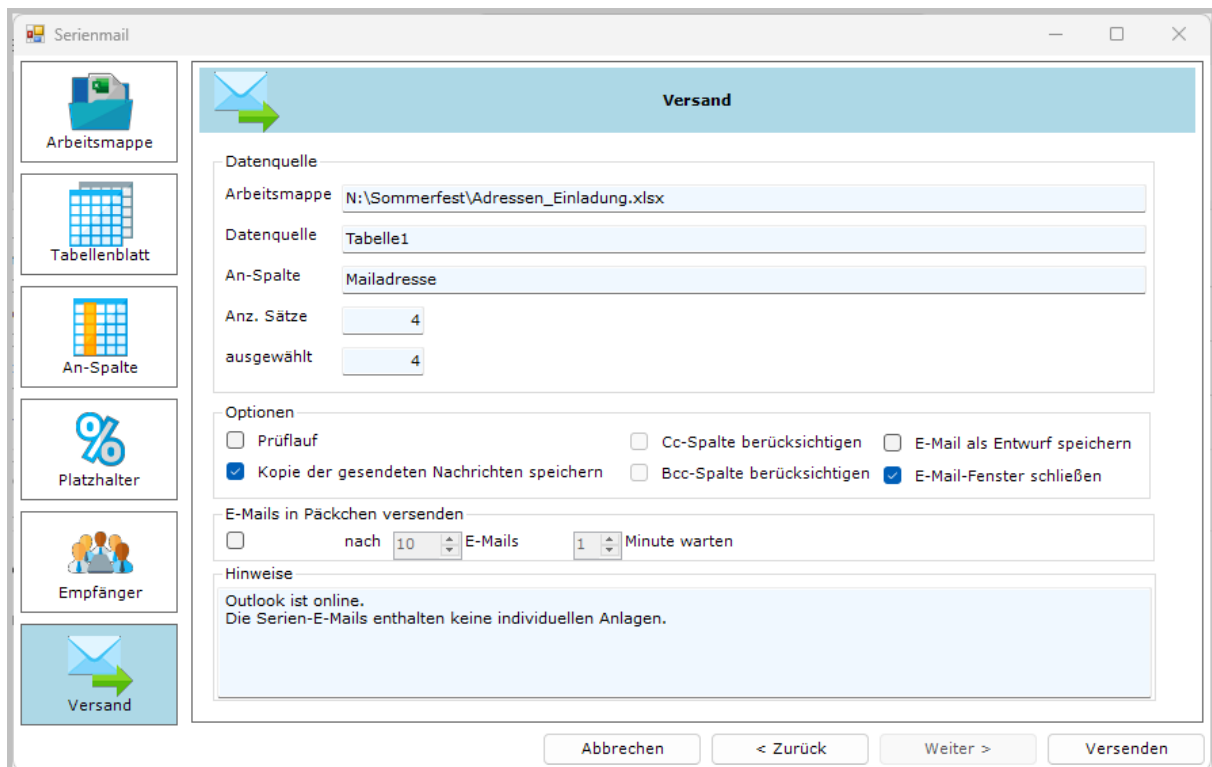 Serienmail
Arbeitsmappe
Tabellenblatt
An-Spalte
Platzhalter
Empfänger
Versand
Versand
Datenquelle
Arbeitsmappe N:\Sommerfest\Adressen_Einladung.xlsx
Datenquelle Tabelle1
An-Spalte Mailadresse
Anz. Sätze 4
ausgewählt 4
Optionen
Prüflauf Cc-Spalte berücksichtigen E-Mail als Entwurf speichern
Kopie der gesendeten Nachrichten speichern Bcc-Spalte berücksichtigen E-Mail-Fenster schließen
E-Mails in Päckchen versenden
nach 10 E-Mails 1 Minute warten
Hinweise
Outlook ist online.
Die Serien-E-Mails enthalten keine individuellen Anlagen.
Abbrechen < Zurück Weiter > Versenden